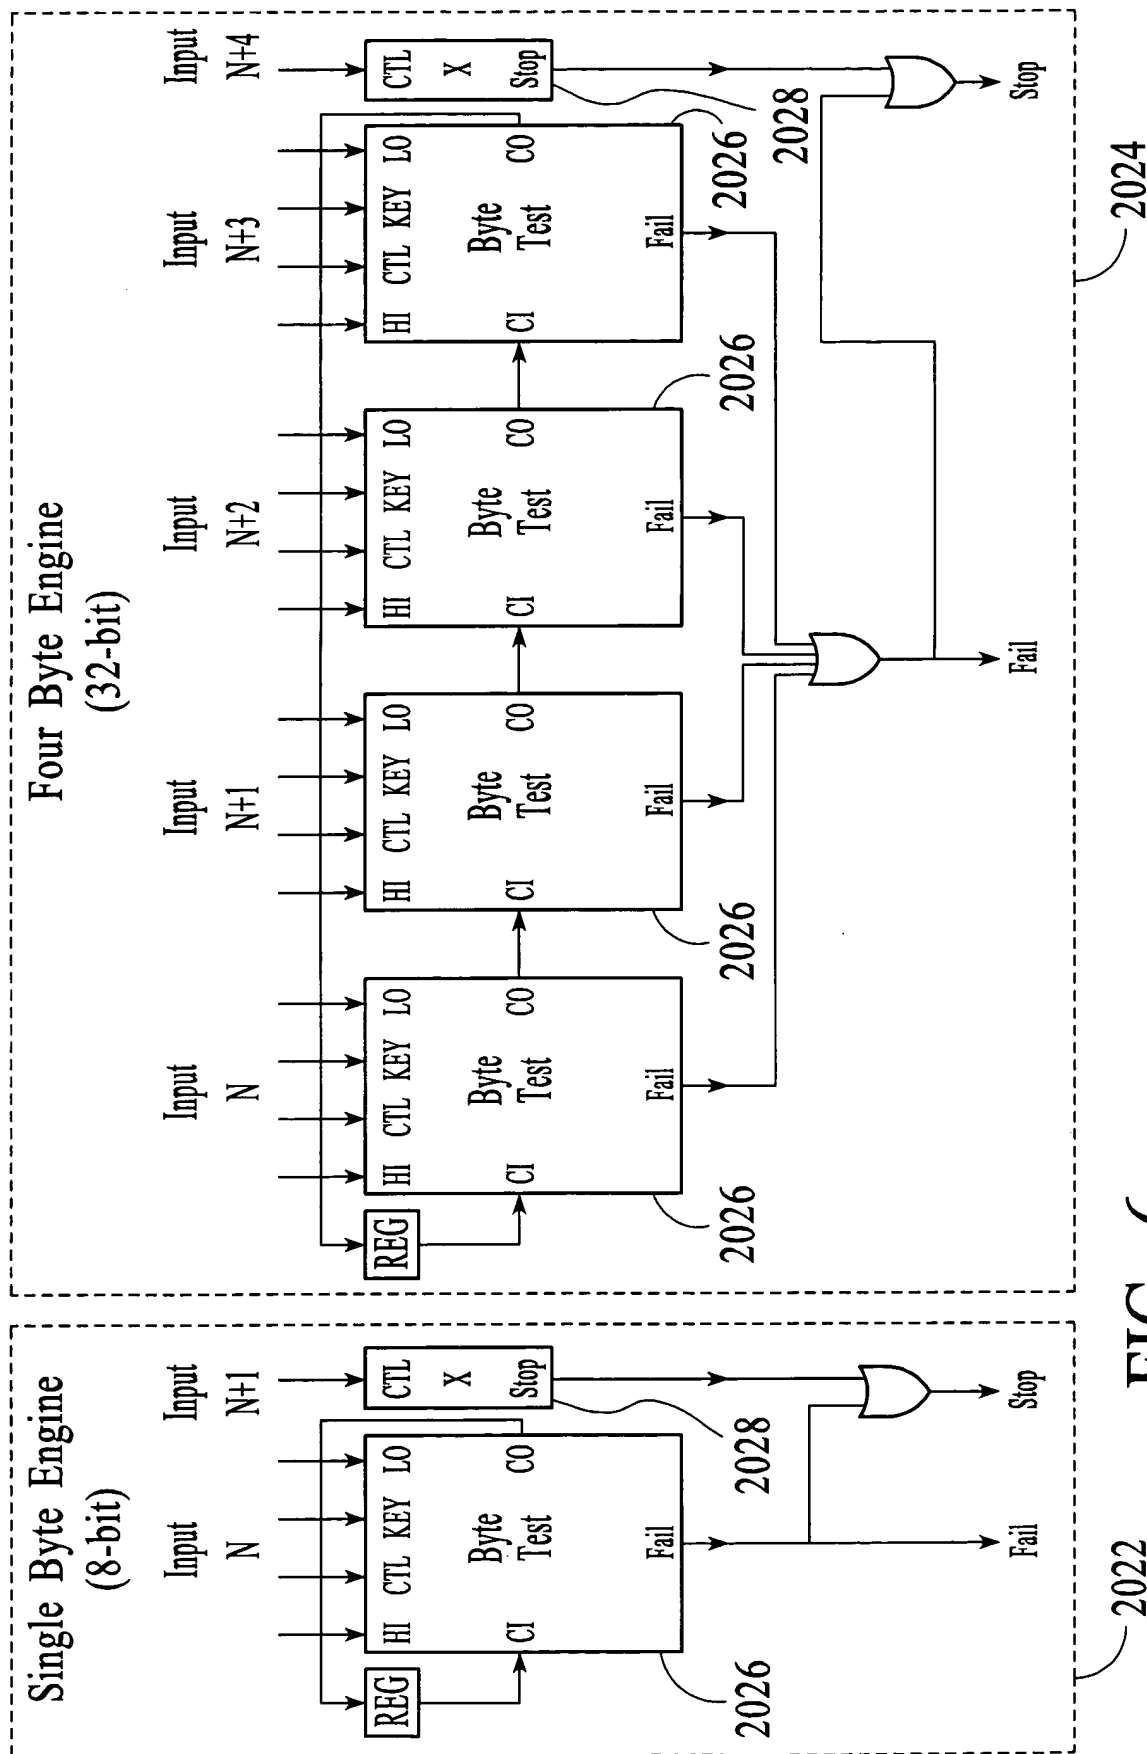 Single Byte Engine
(8-bit)
Input
N
Input
N+1
HI CTL KEY LO
CTL
X
Stop
REG
CI
Byte
Test
CO
Fail
2026
2028
Fail
Stop
2022
Four Byte Engine
(32-bit)
Input
N
Input
N+1
Input
N+2
Input
N+3
Input
N+4
HI CTL KEY LO
HI CTL KEY LO
HI CTL KEY LO
HI CTL KEY LO
CTL
X
Stop
REG
CI
Byte
Test
CO
Fail
CI
Byte
Test
CO
Fail
CI
Byte
Test
CO
Fail
CI
Byte
Test
CO
Fail
2026
2026
2026
2026
2028
Fail
Stop
2024